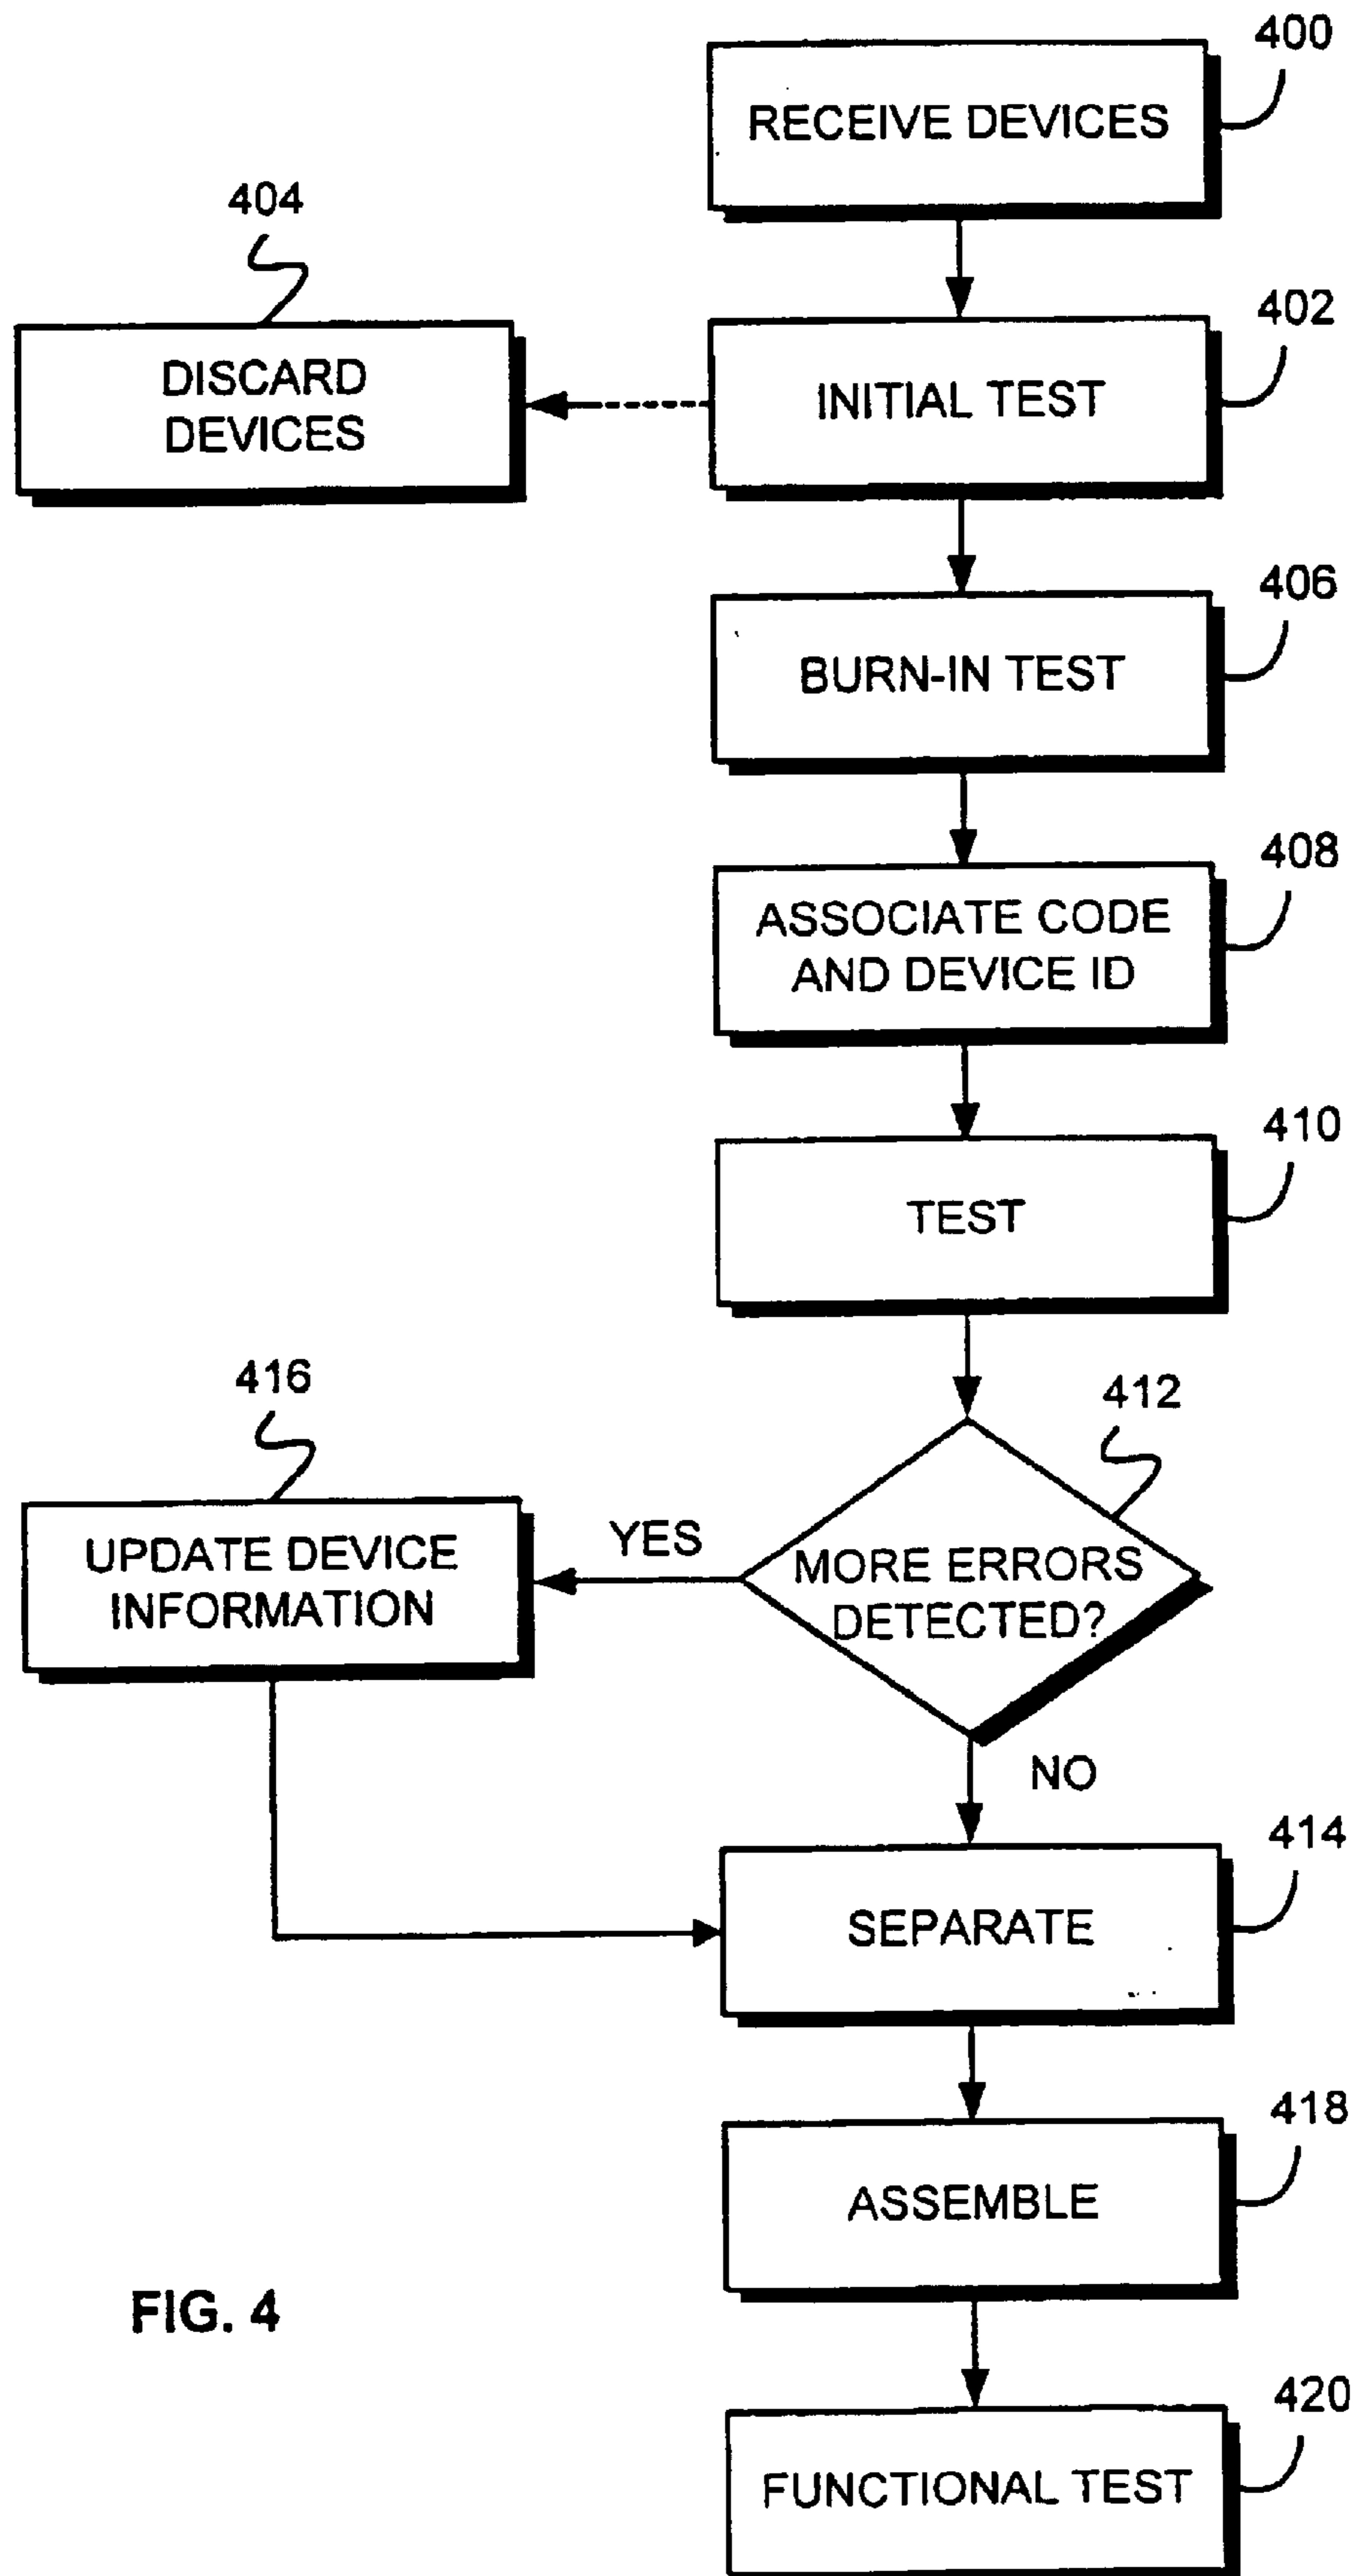 400
RECEIVE DEVICES
404
402
DISCARD
DEVICES
INITIAL TEST
406
BURN-IN TEST
408
ASSOCIATE CODE
AND DEVICE ID
410
TEST
416
412
UPDATE DEVICE
INFORMATION
YES
MORE ERRORS
DETECTED?
NO
414
SEPARATE
418
ASSEMBLE
FIG. 4
420
FUNCTIONAL TEST